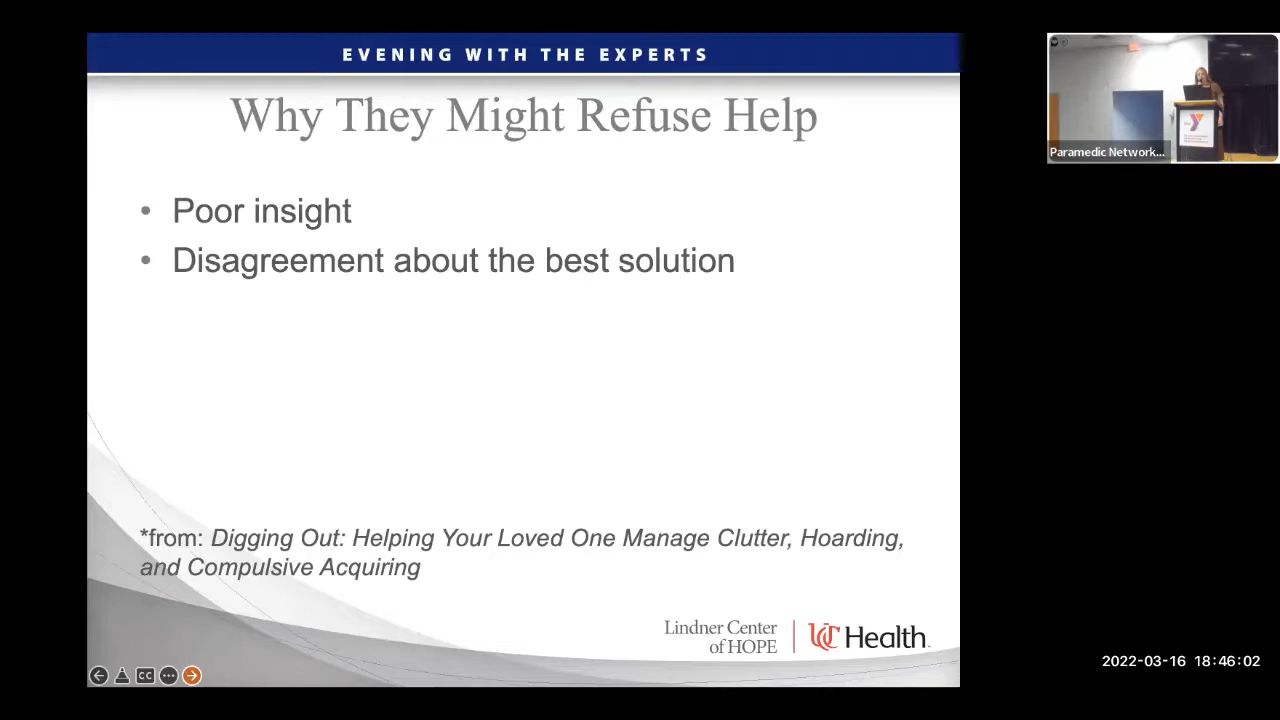 EVENING WITH THE EXPERTS
Why They Might Refuse Help
• Poor insight
• Disagreement about the best solution
*from: Digging Out: Helping Your Loved One Manage Clutter, Hoarding,
and Compulsive Acquiring
Lindner Center
of HOPE
UC Health™
CC
Paramedic Network...
2022-03-16 18:46:02